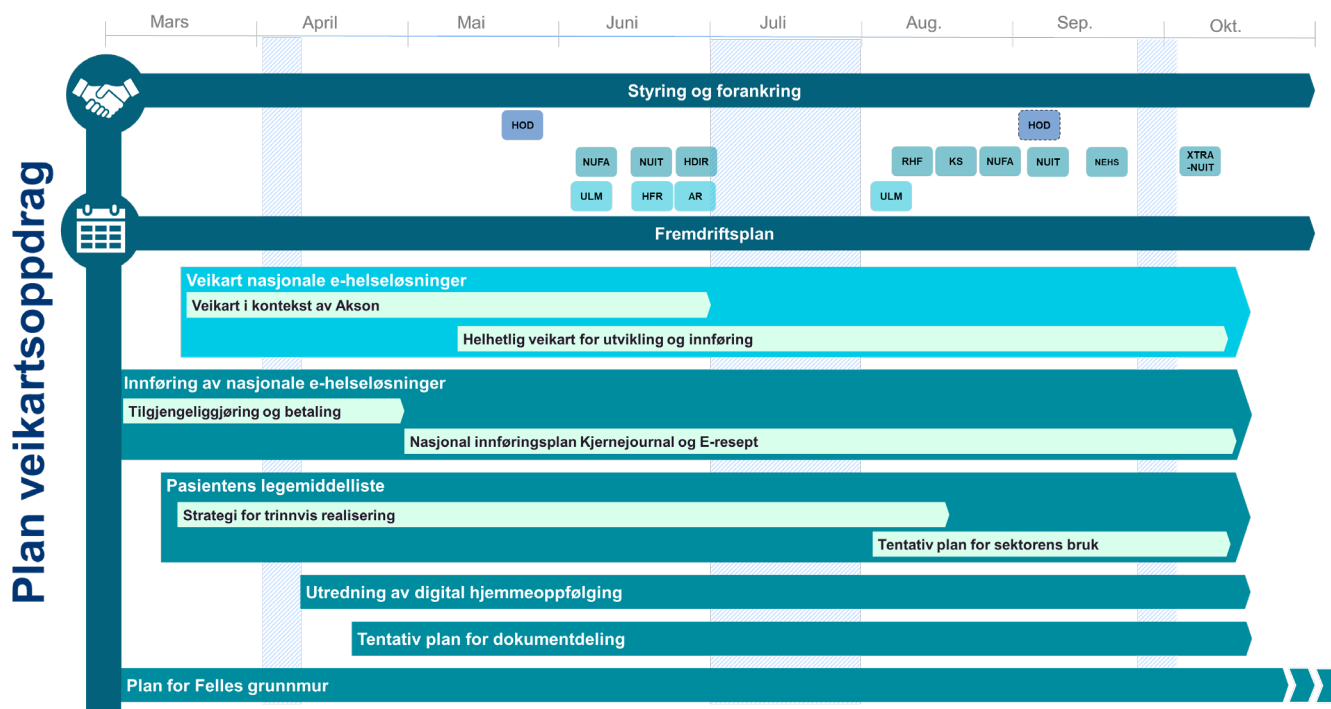 Mars April Mai Juni Juli Aug. Sep. Okt.
Plan veikartsoppdrag
Styring og forankring
HOD HOD
NUFA NUIT HDIR RHF KS NUFA NUIT NEHS XTRA
-NUIT
ULM HFR AR ULM
Fremdriftsplan
Veikart nasjonale e-helseløsninger
Veikart i kontekst av Akson
Helhetlig veikart for utvikling og innføring
Innføring av nasjonale e-helseløsninger
Tilgjengeliggjøring og betaling
Nasjonal innføringsplan Kjernejournal og E-resept
Pasientens legemiddelliste
Strategi for trinnvis realisering
Tentativ plan for sektorens bruk
Utredning av digital hjemmeoppfølging
Tentativ plan for dokumentdeling
Plan for Felles grunnmur